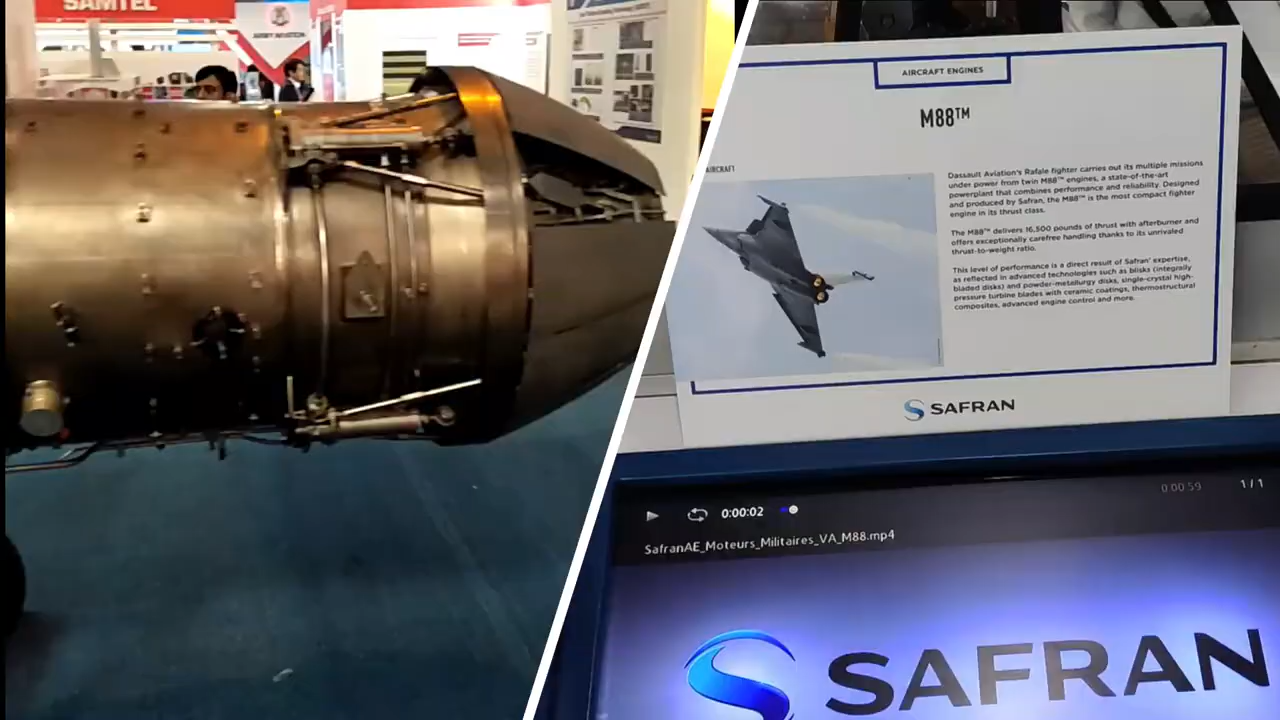 SAMTEL
ARMY AVIATION
AIRCRAFT ENGINES
M88™
AIRCRAFT
Dassault Aviation's Rafale fighter carries out its multiple missions
under power from twin M88™ engines, a state-of-the-art
powerplant that combines performance and reliability. Designed
and produced by Safran, the M88™ is the most compact fighter
engine in its thrust class.
The M88™ delivers 16,500 pounds of thrust with afterburner and
offers exceptionally carefree handling thanks to its unrivaled
thrust-to-weight ratio.
This level of performance is a direct result of Safran' expertise,
as reflected in advanced technologies such as blisks (integrally
bladed disks) and powder-metallurgy disks, single-crystal high-
pressure turbine blades with ceramic coatings, thermostructural
composites, advanced engine control and more.
SAFRAN
0:00:02
0:00:59
1 / 1
SafranAE_Moteurs_Militaires_VA_M88.mp4
SAFRAN